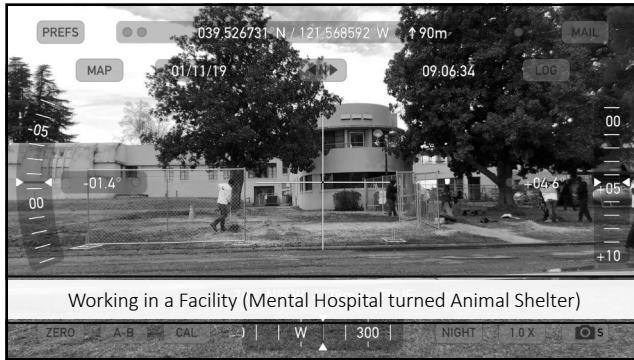 PREFS 039.526731° N / 121.568592° W ↑90m MAIL
MAP 01/11/19 N 09:06:34 LOG
-05 00
-01.4° +04.6 +05
00
+10
Working in a Facility (Mental Hospital turned Animal Shelter)
ZERO A-B CAL W 300 NIGHT 1.0 X S